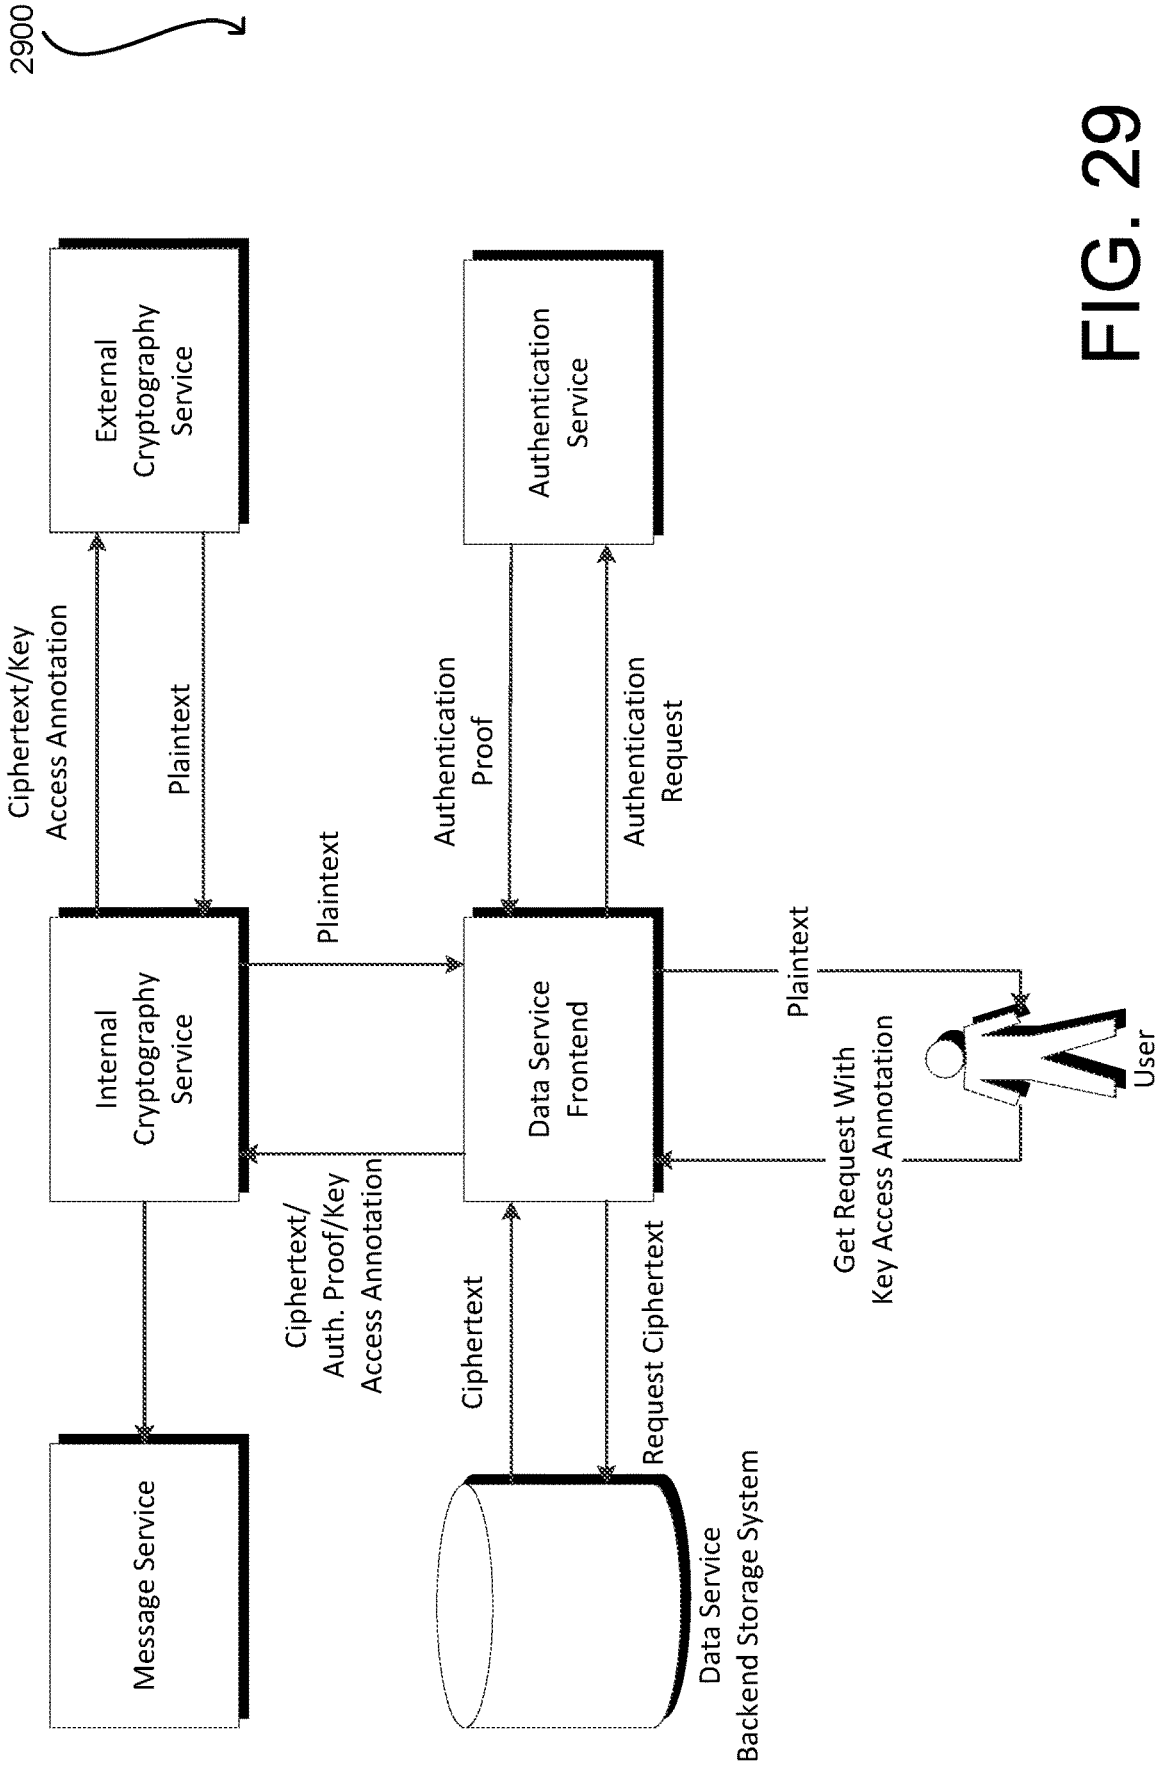 2900
Message Service
Internal
Cryptography
Service
External
Cryptography
Service
Ciphertext/Key
Access Annotation
Plaintext
Ciphertext/
Auth. Proof/Key
Access Annotation
Plaintext
Authentication
Proof
Authentication
Request
Ciphertext
Request Ciphertext
Data Service
Frontend
Authentication
Service
Data Service
Backend Storage System
Get Request With
Key Access Annotation
Plaintext
User
FIG. 29